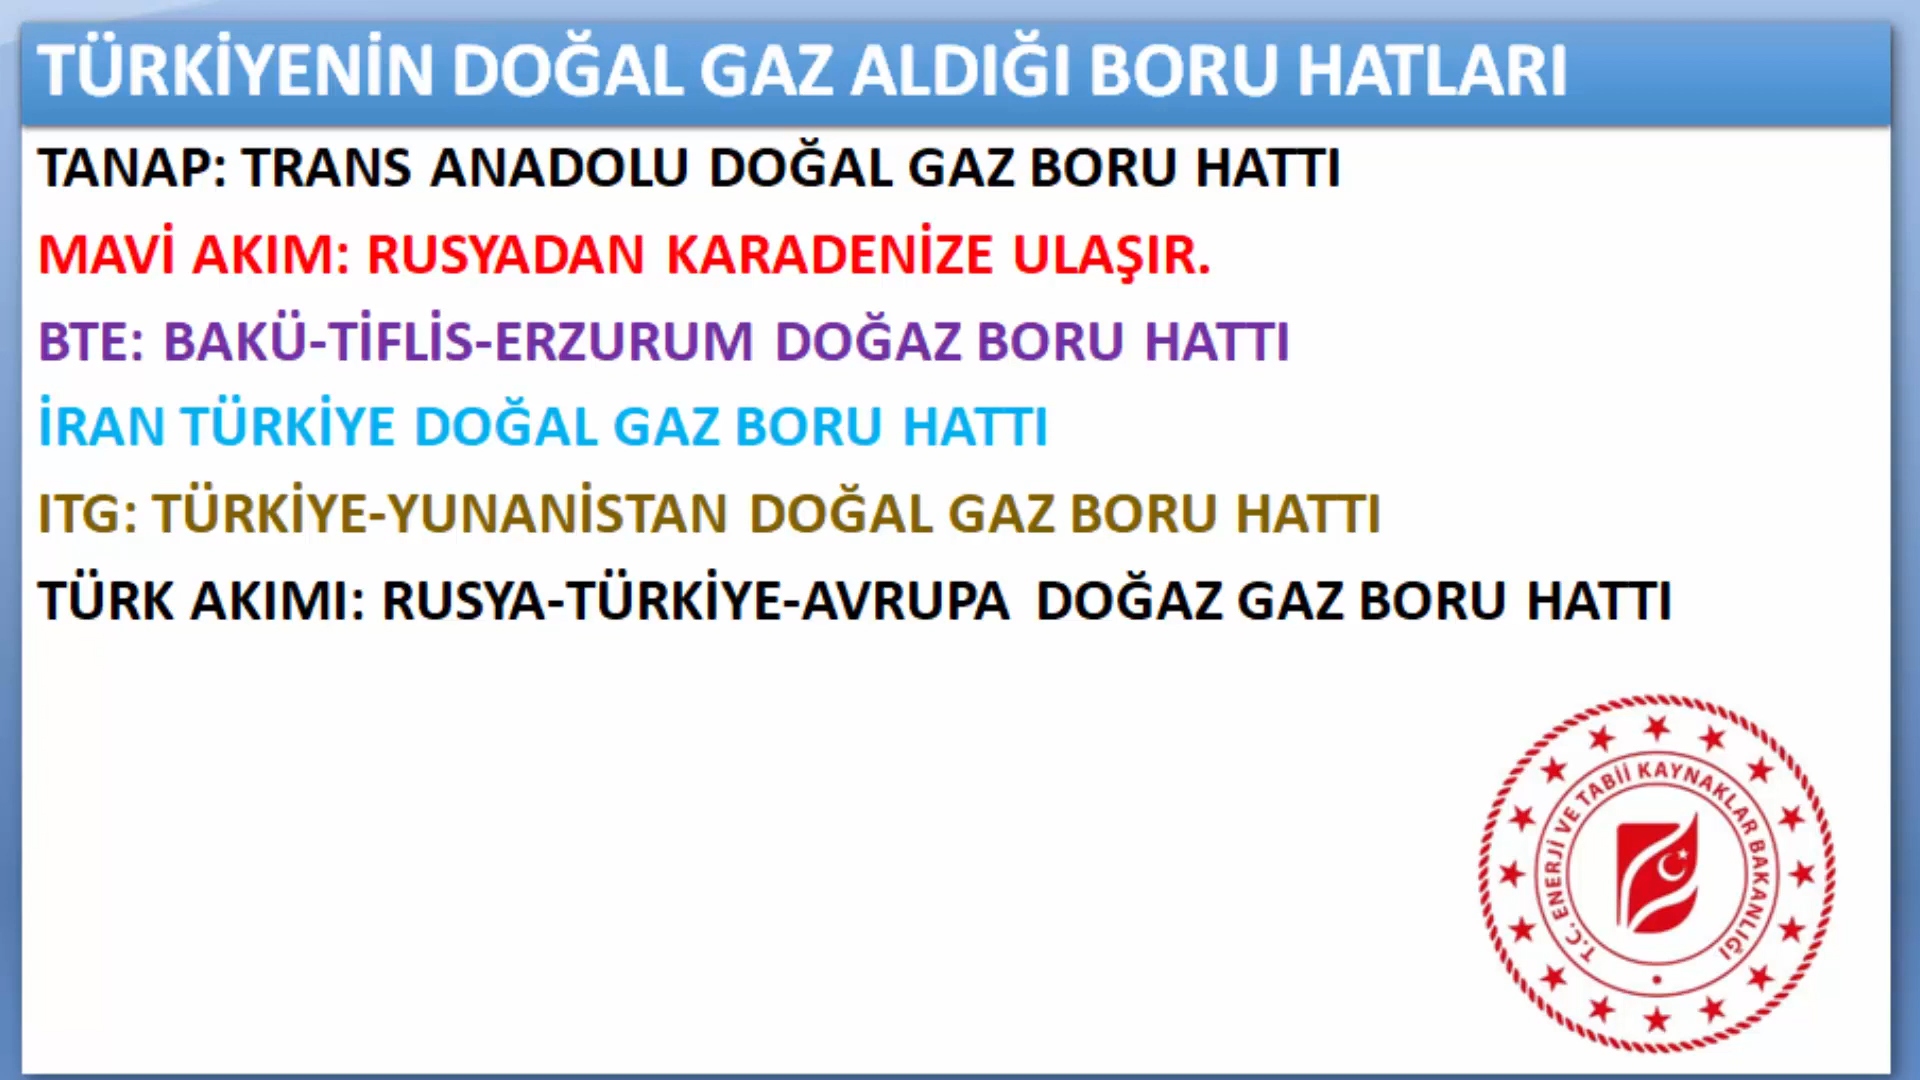 TÜRKİYENİN DOĞAL GAZ ALDIĞI BORU HATLARI
TANAP: TRANS ANADOLU DOĞAL GAZ BORU HATTI
MAVİ AKIM: RUSYADAN KARADENİZE ULAŞIR.
BTE: BAKÜ-TİFLİS-ERZURUM DOĞAZ BORU HATTI
İRAN TÜRKİYE DOĞAL GAZ BORU HATTI
ITG: TÜRKİYE-YUNANİSTAN DOĞAL GAZ BORU HATTI
TÜRK AKIMI: RUSYA-TÜRKİYE-AVRUPA DOĞAZ GAZ BORU HATTI
T.C. ENERJİ VE TABİİ KAYNAKLAR BAKANLIĞI